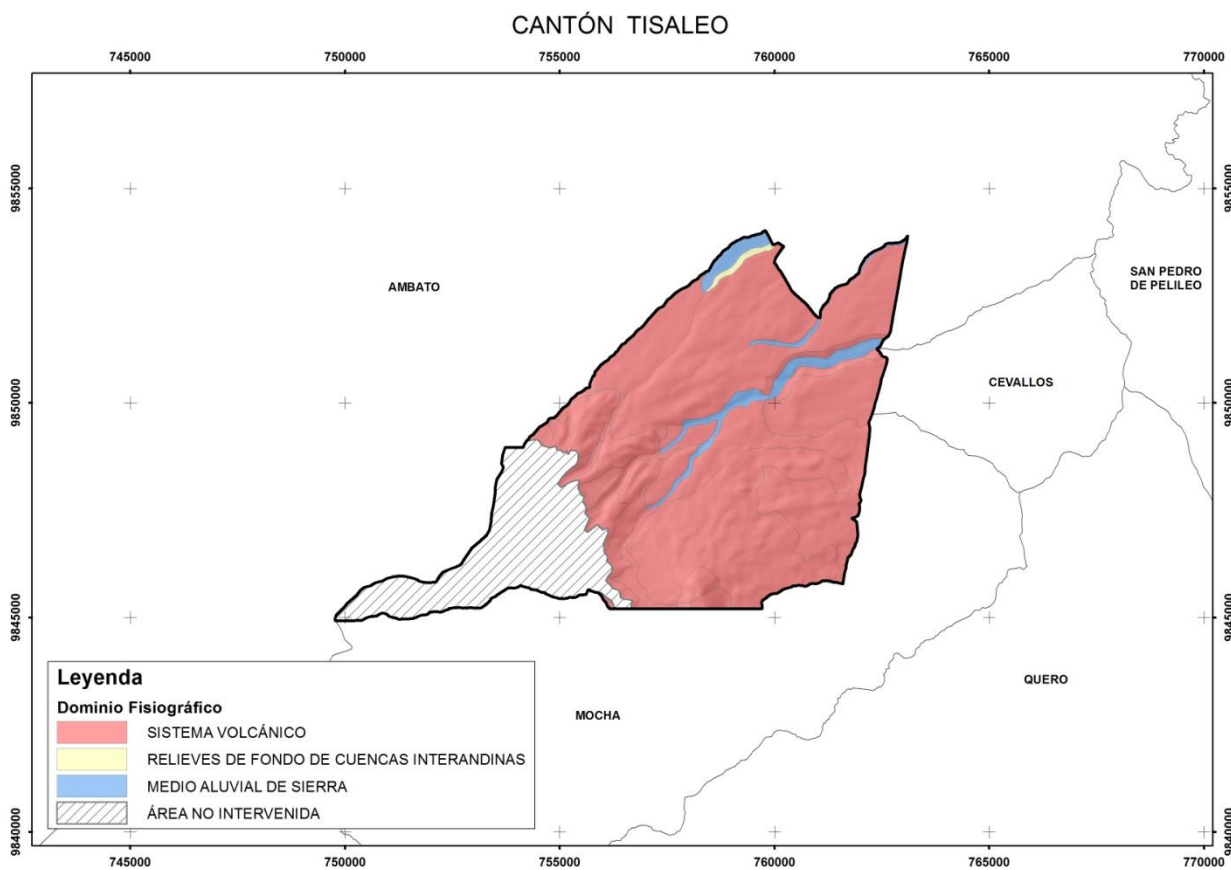 CANTÓN TISALEO
745000 750000 755000 760000 765000 770000
9855000 9855000
SAN PEDRO
DE PELILEO
AMBATO
CEVALLOS
9850000 9850000
9845000 9845000
QUERO
MOCHA
Leyenda
Dominio Fisiográfico
SISTEMA VOLCÁNICO
RELIEVES DE FONDO DE CUENCAS INTERANDINAS
MEDIO ALUVIAL DE SIERRA
ÁREA NO INTERVENIDA
9840000 9840000
745000 750000 755000 760000 765000 770000